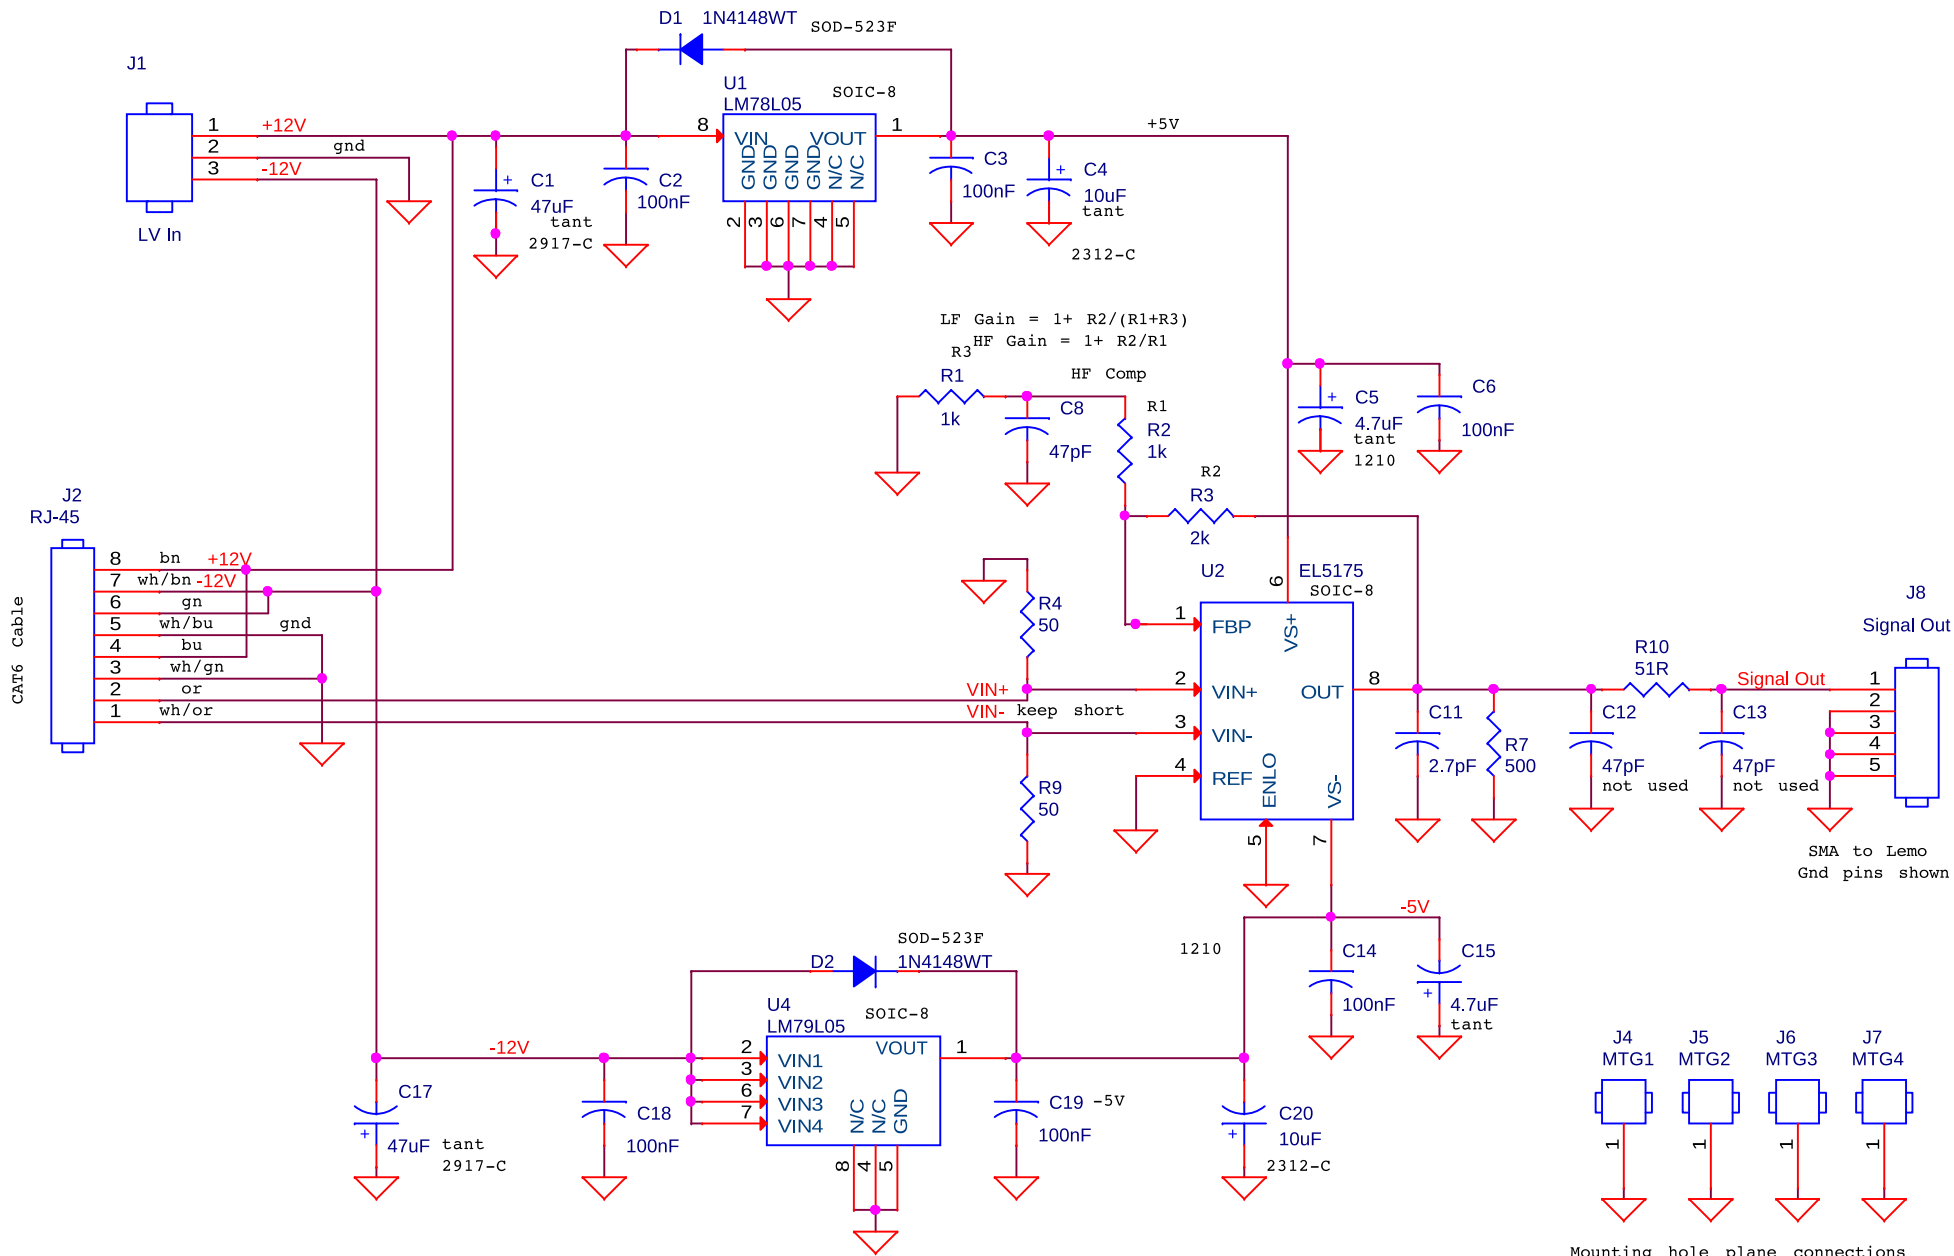 D1 1N4148WT SOD-523F
J1
U1
LM78L05
SOIC-8
1 +12V
2 gnd
3 -12V
LV In
8 VIN VOUT 1
GND GND GND GND N/C N/C
2 3 6 7 4 5
+5V
+ C1
47uF
tant
2917-C
C2
100nF
C3
100nF
+ C4
10uF
tant
2312-C
LF Gain = 1+ R2/(R1+R3)
HF Gain = 1+ R2/R1
R3
R1
1k
HF Comp
C8
47pF
R1
R2
1k
R2
R3
2k
+ C5
4.7uF
tant
1210
C6
100nF
J2
RJ-45
CAT6 Cable
8 bn +12V
7 wh/bn -12V
6 gn
5 wh/bu gnd
4 bu
3 wh/gn
2 or
1 wh/or
VIN+
VIN- keep short
R4
50
R9
50
U2
EL5175
SOIC-8
6
VS+
1 FBP
2 VIN+
3 VIN-
4 REF
OUT 8
ENLO
VS-
5
7
C11
2.7pF
R7
500
C12
47pF
not used
R10
51R
C13
47pF
not used
Signal Out
J8
Signal Out
1
2
3
4
5
SMA to Lemo
Gnd pins shown
-5V
1210
C14
100nF
C15
+ 4.7uF
tant
SOD-523F
D2 1N4148WT
U4
LM79L05
SOIC-8
-12V
2 VIN1
3 VIN2
6 VIN3
7 VIN4
VOUT 1
N/C N/C GND
8 4 5
C17
+ 47uF tant
2917-C
C18
100nF
C19 -5V
100nF
C20
+ 10uF
2312-C
J4
MTG1
1
J5
MTG2
1
J6
MTG3
1
J7
MTG4
1
Mounting hole plane connections